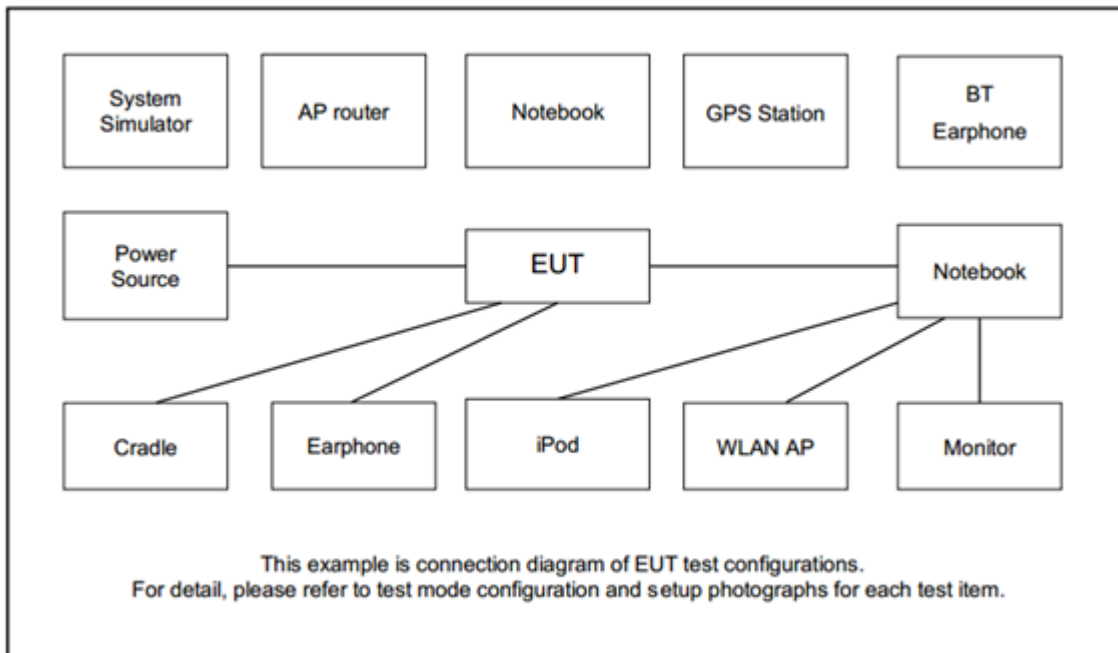 System
Simulator
AP router
Notebook
GPS Station
BT
Earphone
Power
Source
EUT
Notebook
Cradle
Earphone
iPod
WLAN AP
Monitor
This example is connection diagram of EUT test configurations.
For detail, please refer to test mode configuration and setup photographs for each test item.